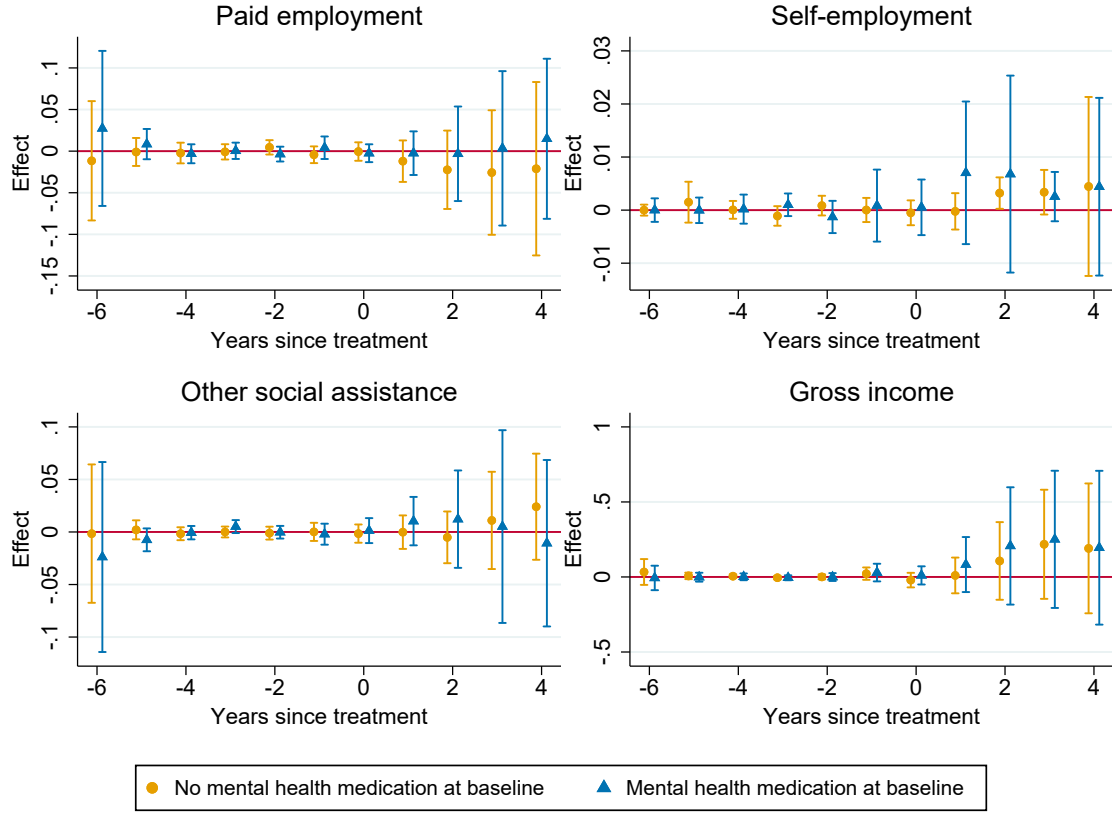 Paid employment
Effect
.1
.05
0
-.05
-.1
-.15
-6 -4 -2 0 2 4
Years since treatment
Self-employment
Effect
.03
.02
.01
0
-.01
-6 -4 -2 0 2 4
Years since treatment
Other social assistance
Effect
.1
.05
0
-.05
-.1
-6 -4 -2 0 2 4
Years since treatment
Gross income
Effect
1
.5
0
-.5
-6 -4 -2 0 2 4
Years since treatment
No mental health medication at baseline Mental health medication at baseline